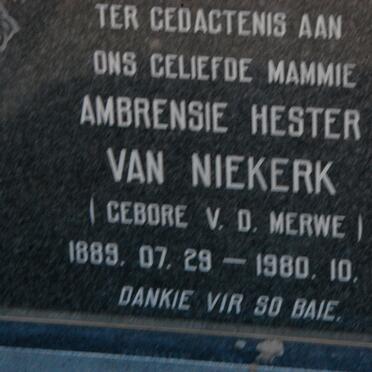 TER GEDACTENIS AAN
ONS GELIEFDE MAMMIE
AMBRENSIE HESTER
VAN NIEKERK
( GEBORE V. D. MERWE )
1889. 07. 29 — 1980. 10.
DANKIE VIR SO BAIE.